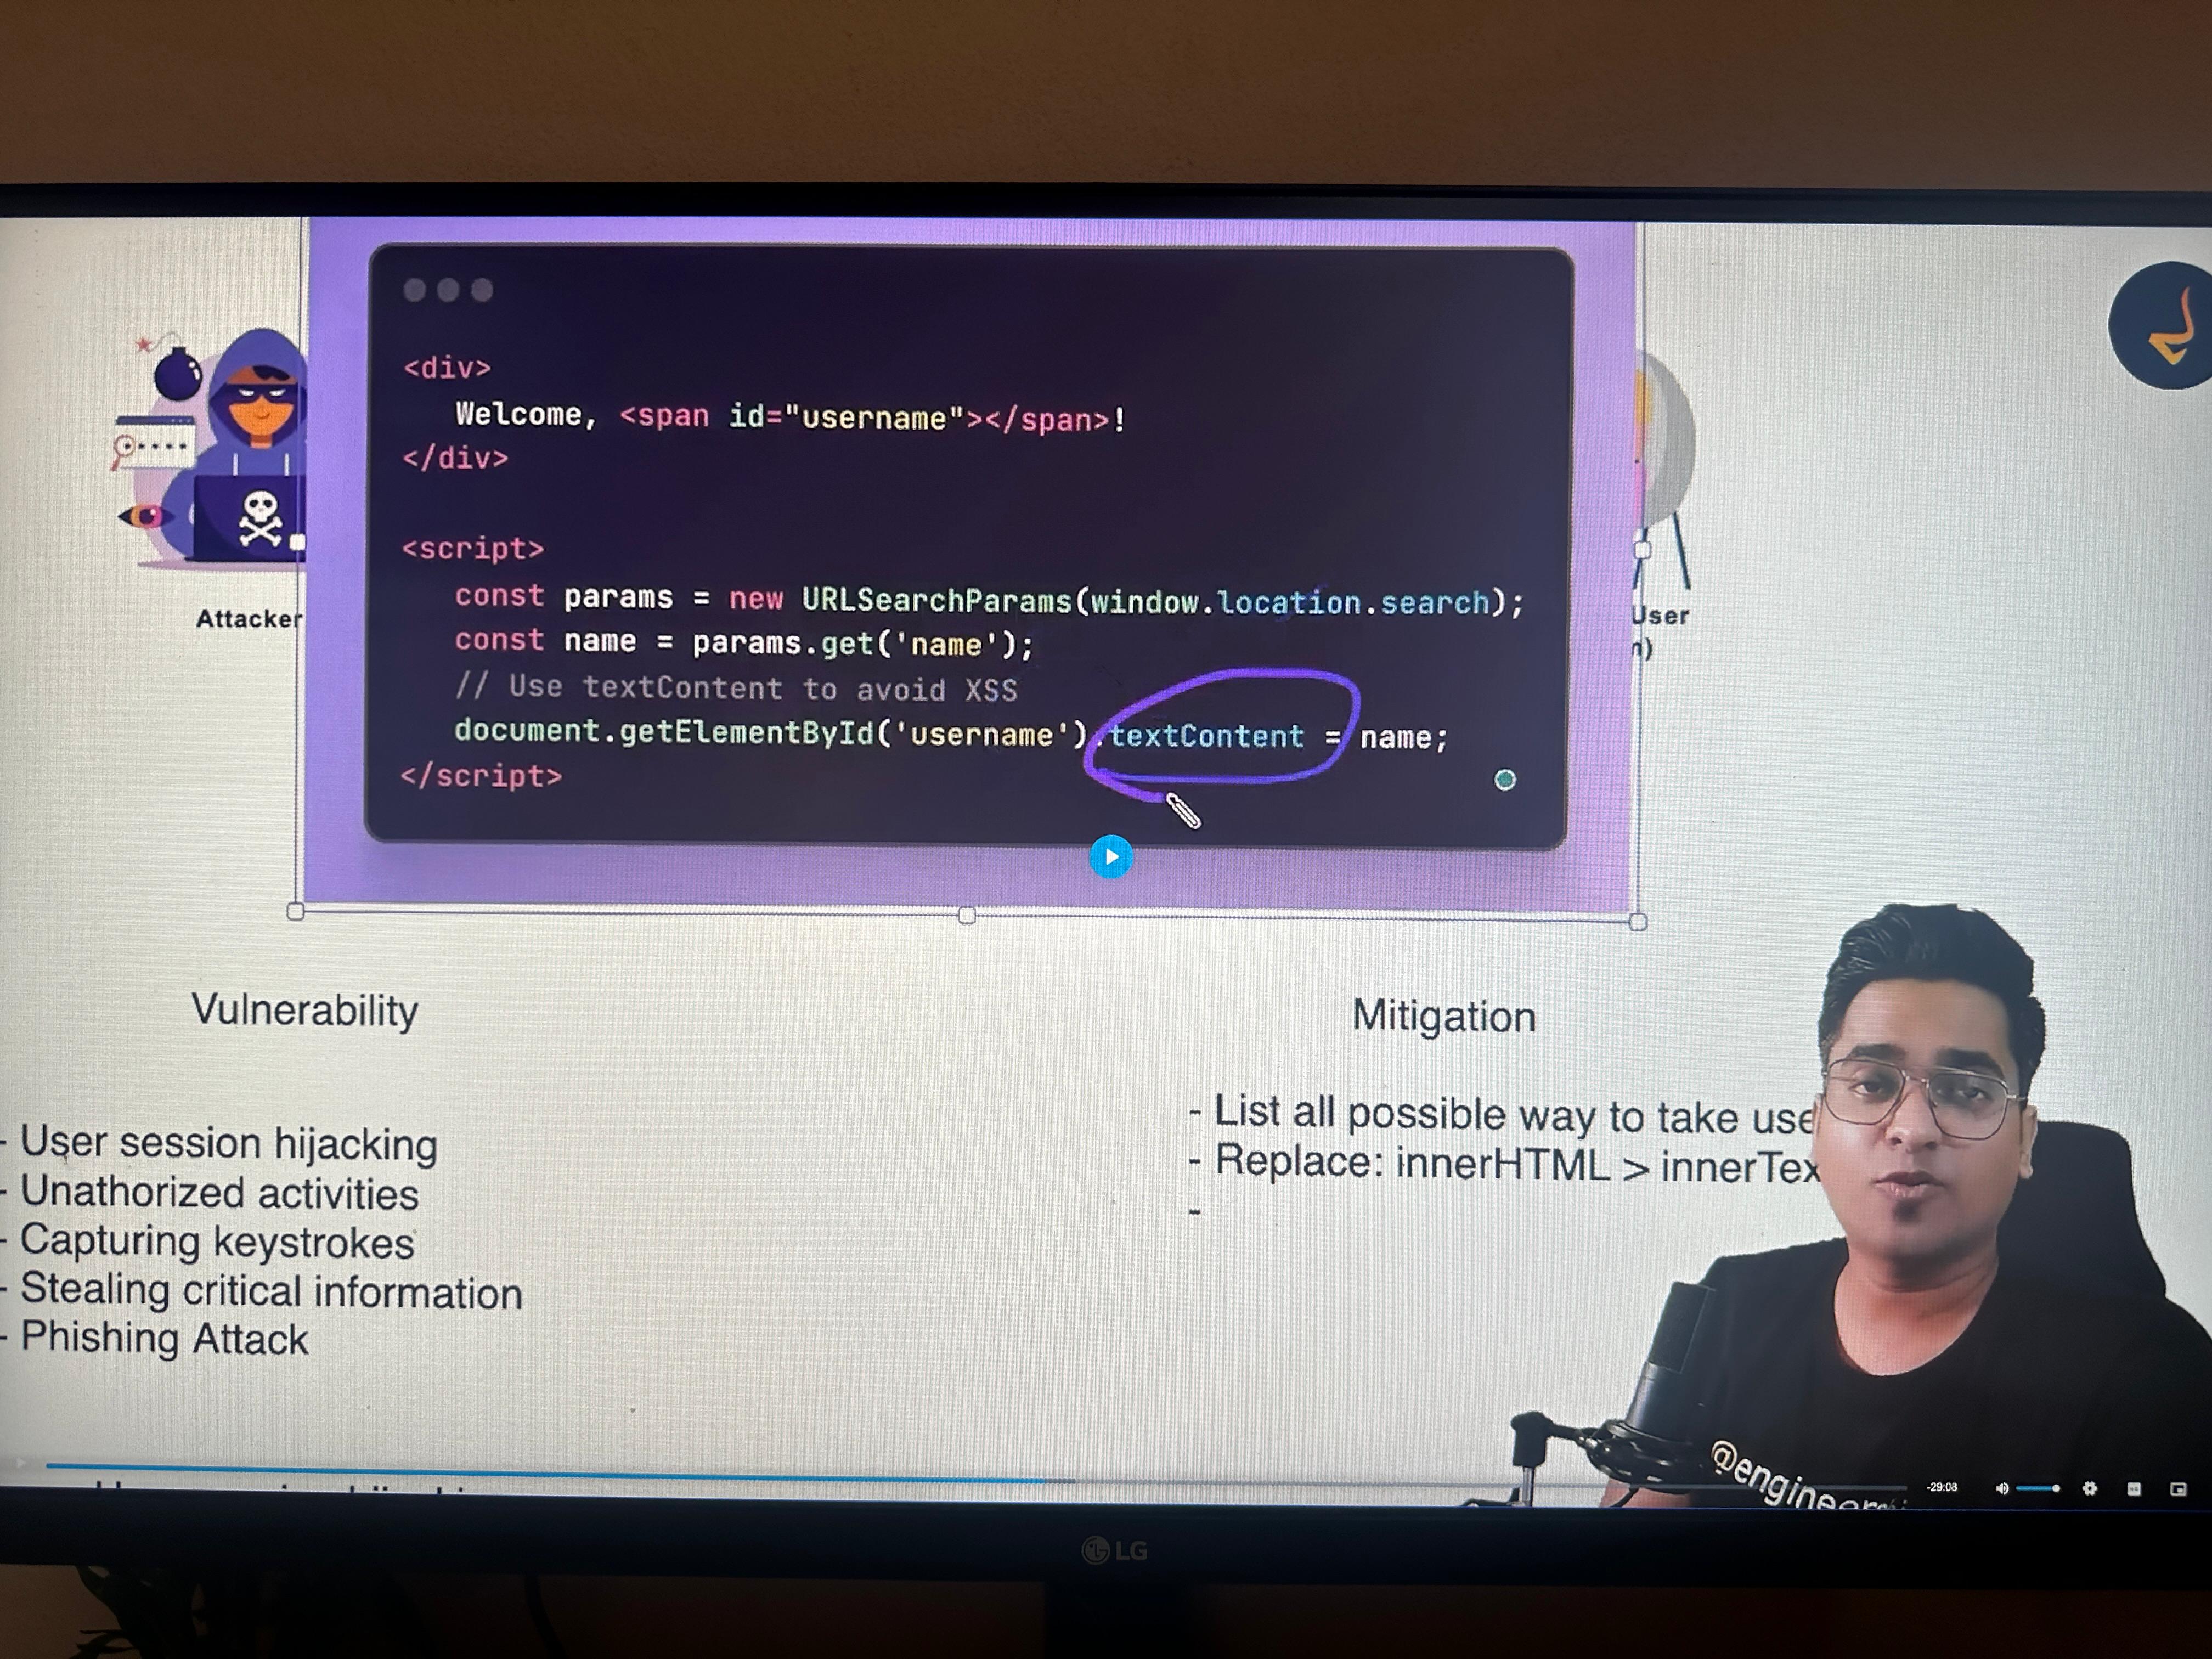 <div>
Welcome, <span id="username"></span>!
</div>
<script>
const params = new URLSearchParams(window.location.search);
const name = params.get('name');
// Use textContent to avoid XSS
document.getElementById('username').textContent = name;
</script>
Attacker
User
Vulnerability
- User session hijacking
- Unathorized activities
- Capturing keystrokes
- Stealing critical information
- Phishing Attack
Mitigation
- List all possible way to take use
- Replace: innerHTML > innerTex
-
@engineer
-29:08
LG